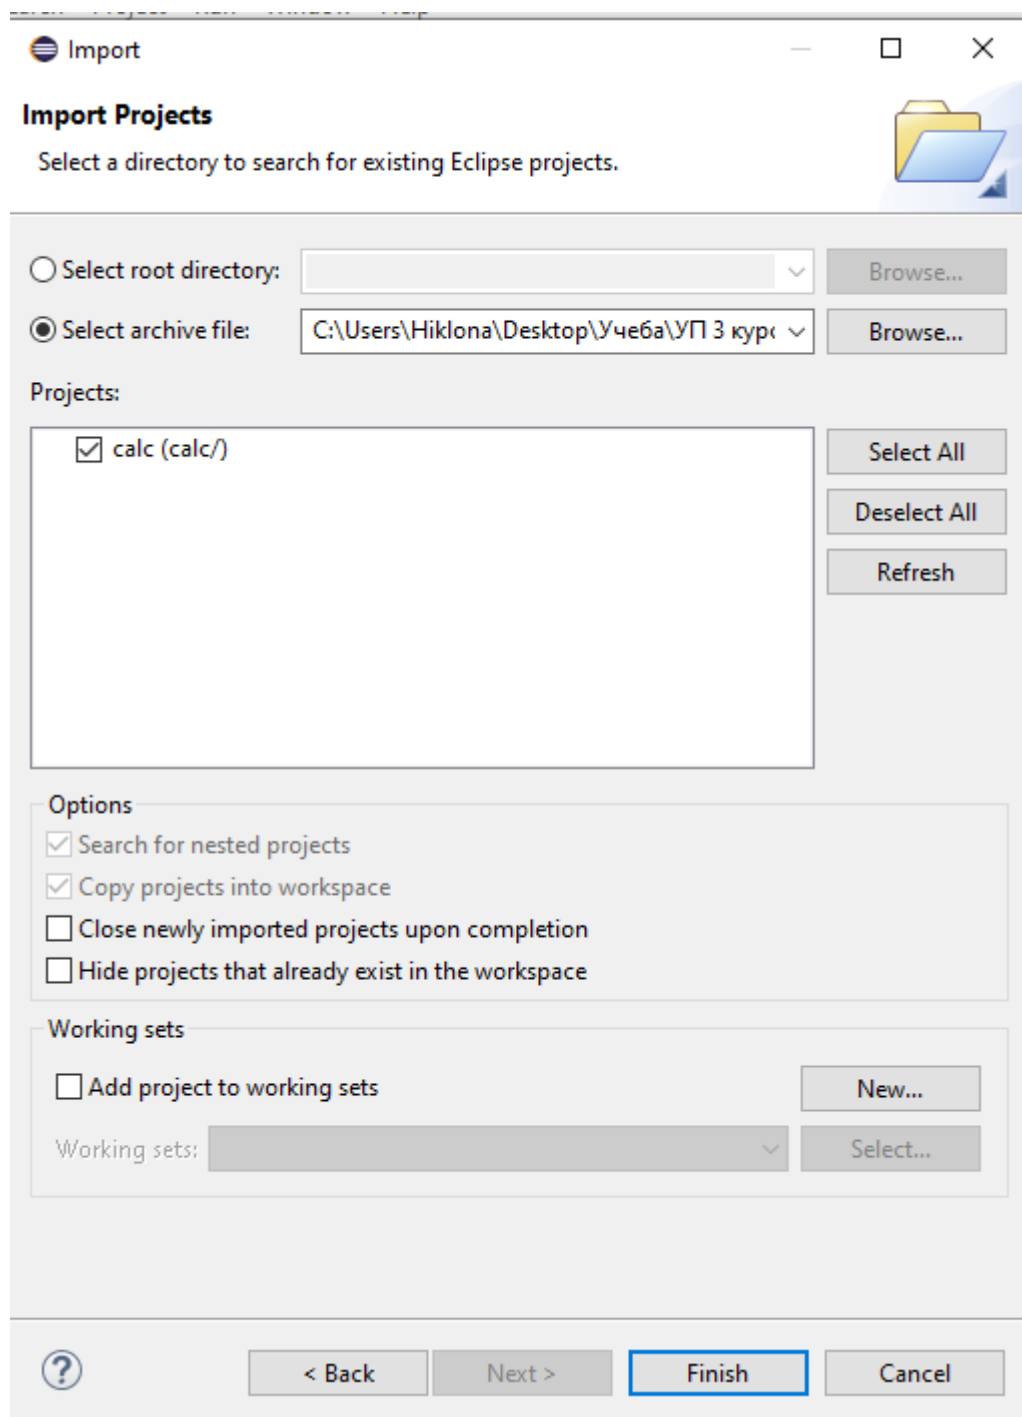 Import
Import Projects
Select a directory to search for existing Eclipse projects.
Select root directory: Browse...
Select archive file: C:\Users\Hiklona\Desktop\Учеба\УП 3 курс Browse...
Projects:
calc (calc/)
Select All
Deselect All
Refresh
Options
Search for nested projects
Copy projects into workspace
Close newly imported projects upon completion
Hide projects that already exist in the workspace
Working sets
Add project to working sets New...
Working sets: Select...
? < Back Next > Finish Cancel